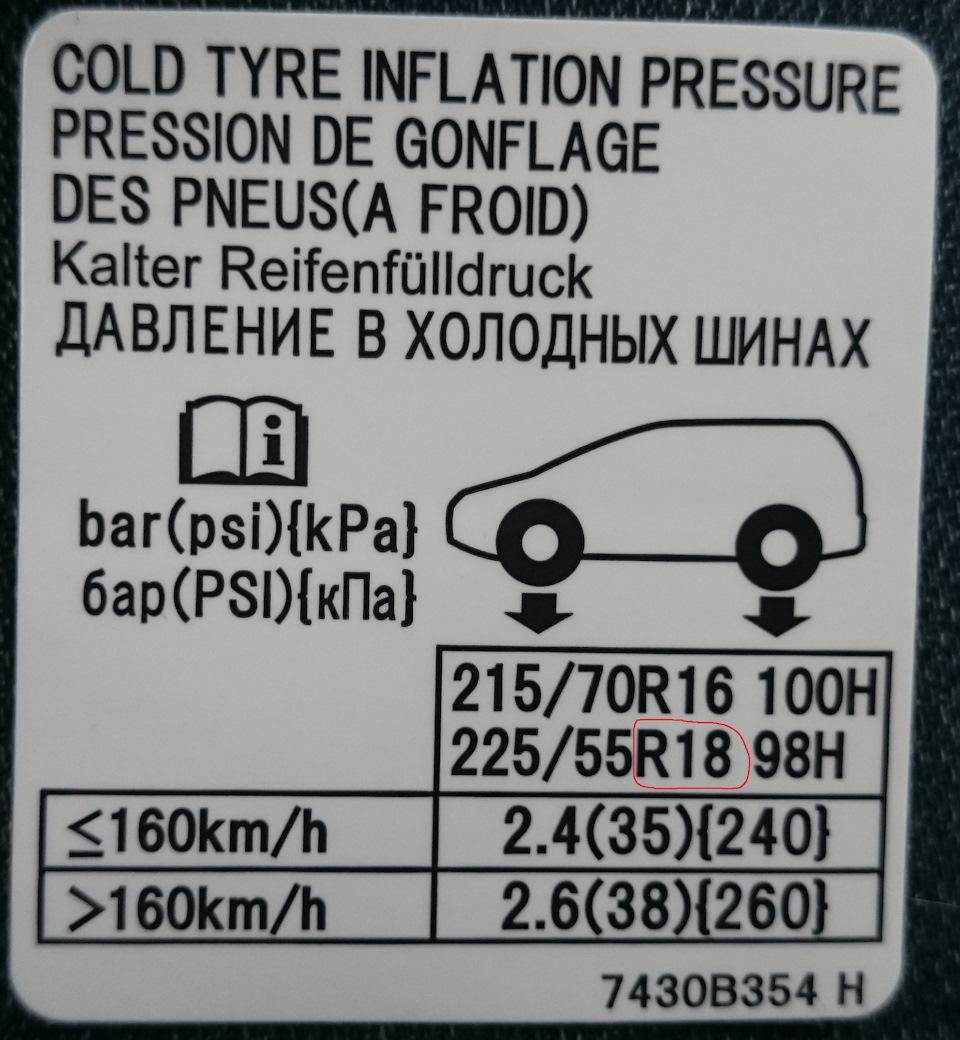 COLD TYRE INFLATION PRESSURE
PRESSION DE GONFLAGE
DES PNEUS(A FROID)
Kalter Reifenfülldruck
ДАВЛЕНИЕ В ХОЛОДНЫХ ШИНАХ
i
bar(psi){kPa}
бар(PSI){кПа}
215/70R16 100H
225/55R18 98H
≤160km/h 2.4(35){240}
>160km/h 2.6(38){260}
7430B354 H